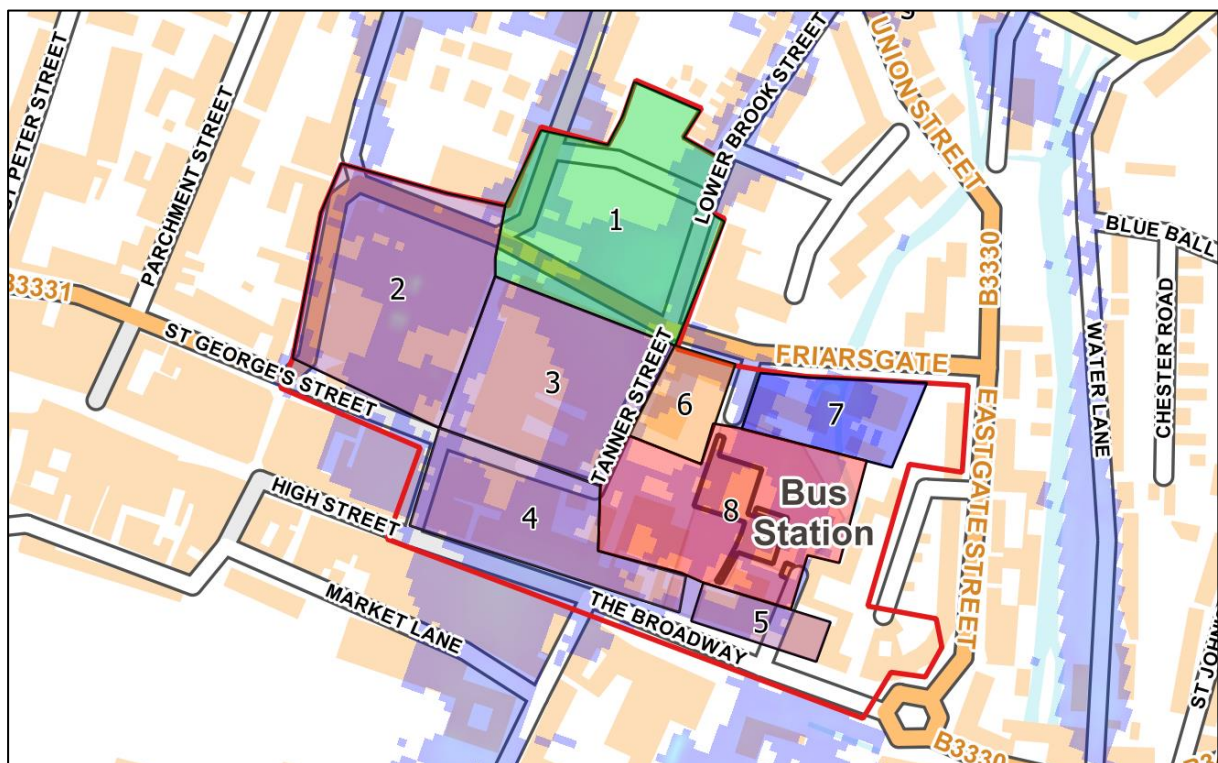 UNION STREET
LOWER BROOK STREET
PETER STREET
PARCHMENT STREET
1
B3330
BLUE BALL
2
B3331
ST GEORGE'S STREET
WATER LANE
CHESTER ROAD
FRIARSGATE
3
TANNER STREET
6
7
EASTGATE STREET
HIGH STREET
4
8
Bus
Station
MARKET LANE
THE BROADWAY
5
ST JOHN'S
B3330